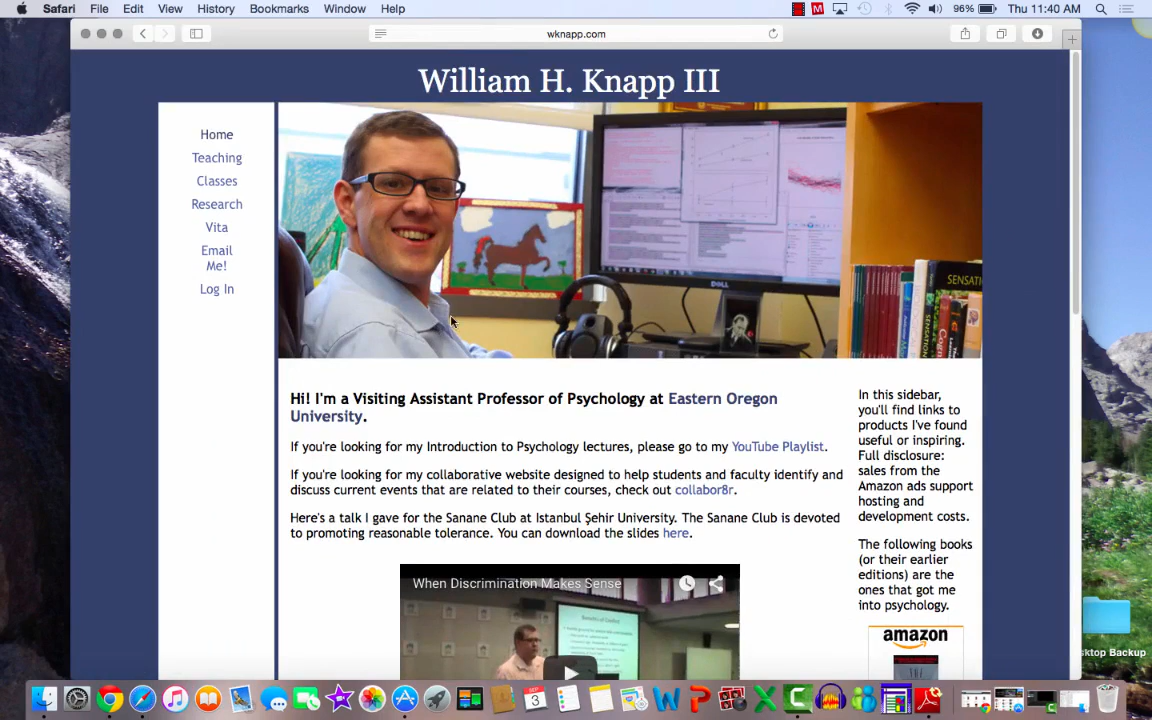 Safari File Edit View History Bookmarks Window Help
96% Thu 11:40 AM
wknapp.com
William H. Knapp III
Home
Teaching
Classes
Research
Vita
Email
Me!
Log In
DELL
SENSATI
Hi! I'm a Visiting Assistant Professor of Psychology at Eastern Oregon
University.
If you're looking for my Introduction to Psychology lectures, please go to my YouTube Playlist.
If you're looking for my collaborative website designed to help students and faculty identify and
discuss current events that are related to their courses, check out collabor8r.
Here's a talk I gave for the Sanane Club at Istanbul Şehir University. The Sanane Club is devoted
to promoting reasonable tolerance. You can download the slides here.
When Discrimination Makes Sense
In this sidebar,
you'll find links to
products I've found
useful or inspiring.
Full disclosure:
sales from the
Amazon ads support
hosting and
development costs.
The following books
(or their earlier
editions) are the
ones that got me
into psychology.
amazon
sktop Backup
SEP
3